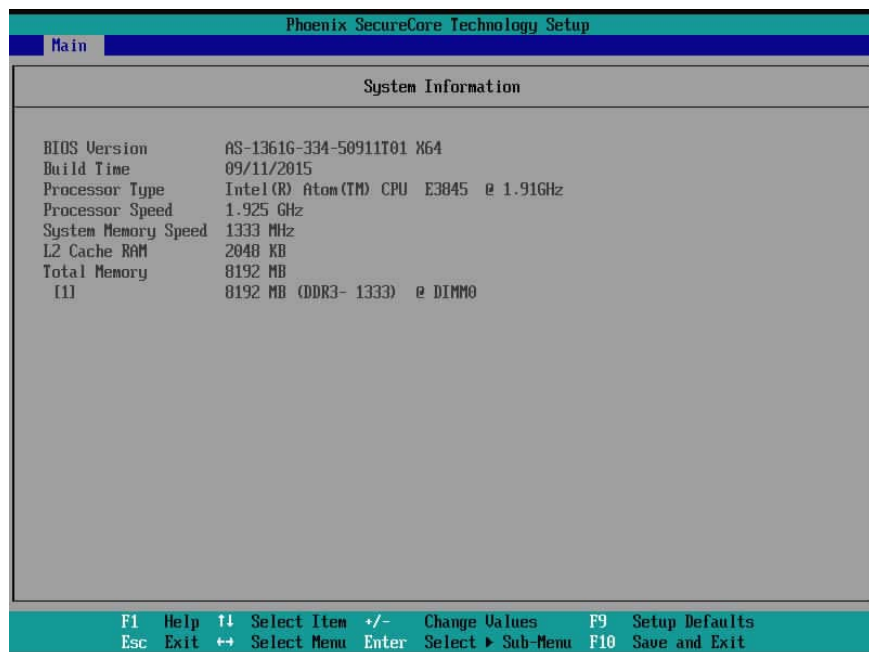 Phoenix SecureCore Technology Setup
Main
System Information
BIOS Version AS-1361G-334-50911T01 X64
Build Time 09/11/2015
Processor Type Intel(R) Atom(TM) CPU E3845 @ 1.91GHz
Processor Speed 1.925 GHz
System Memory Speed 1333 MHz
L2 Cache RAM 2048 KB
Total Memory 8192 MB
[1] 8192 MB (DDR3- 1333) @ DIMM0
F1 Help ↑↓ Select Item +/- Change Values F9 Setup Defaults
Esc Exit ↔ Select Menu Enter Select ▶ Sub-Menu F10 Save and Exit